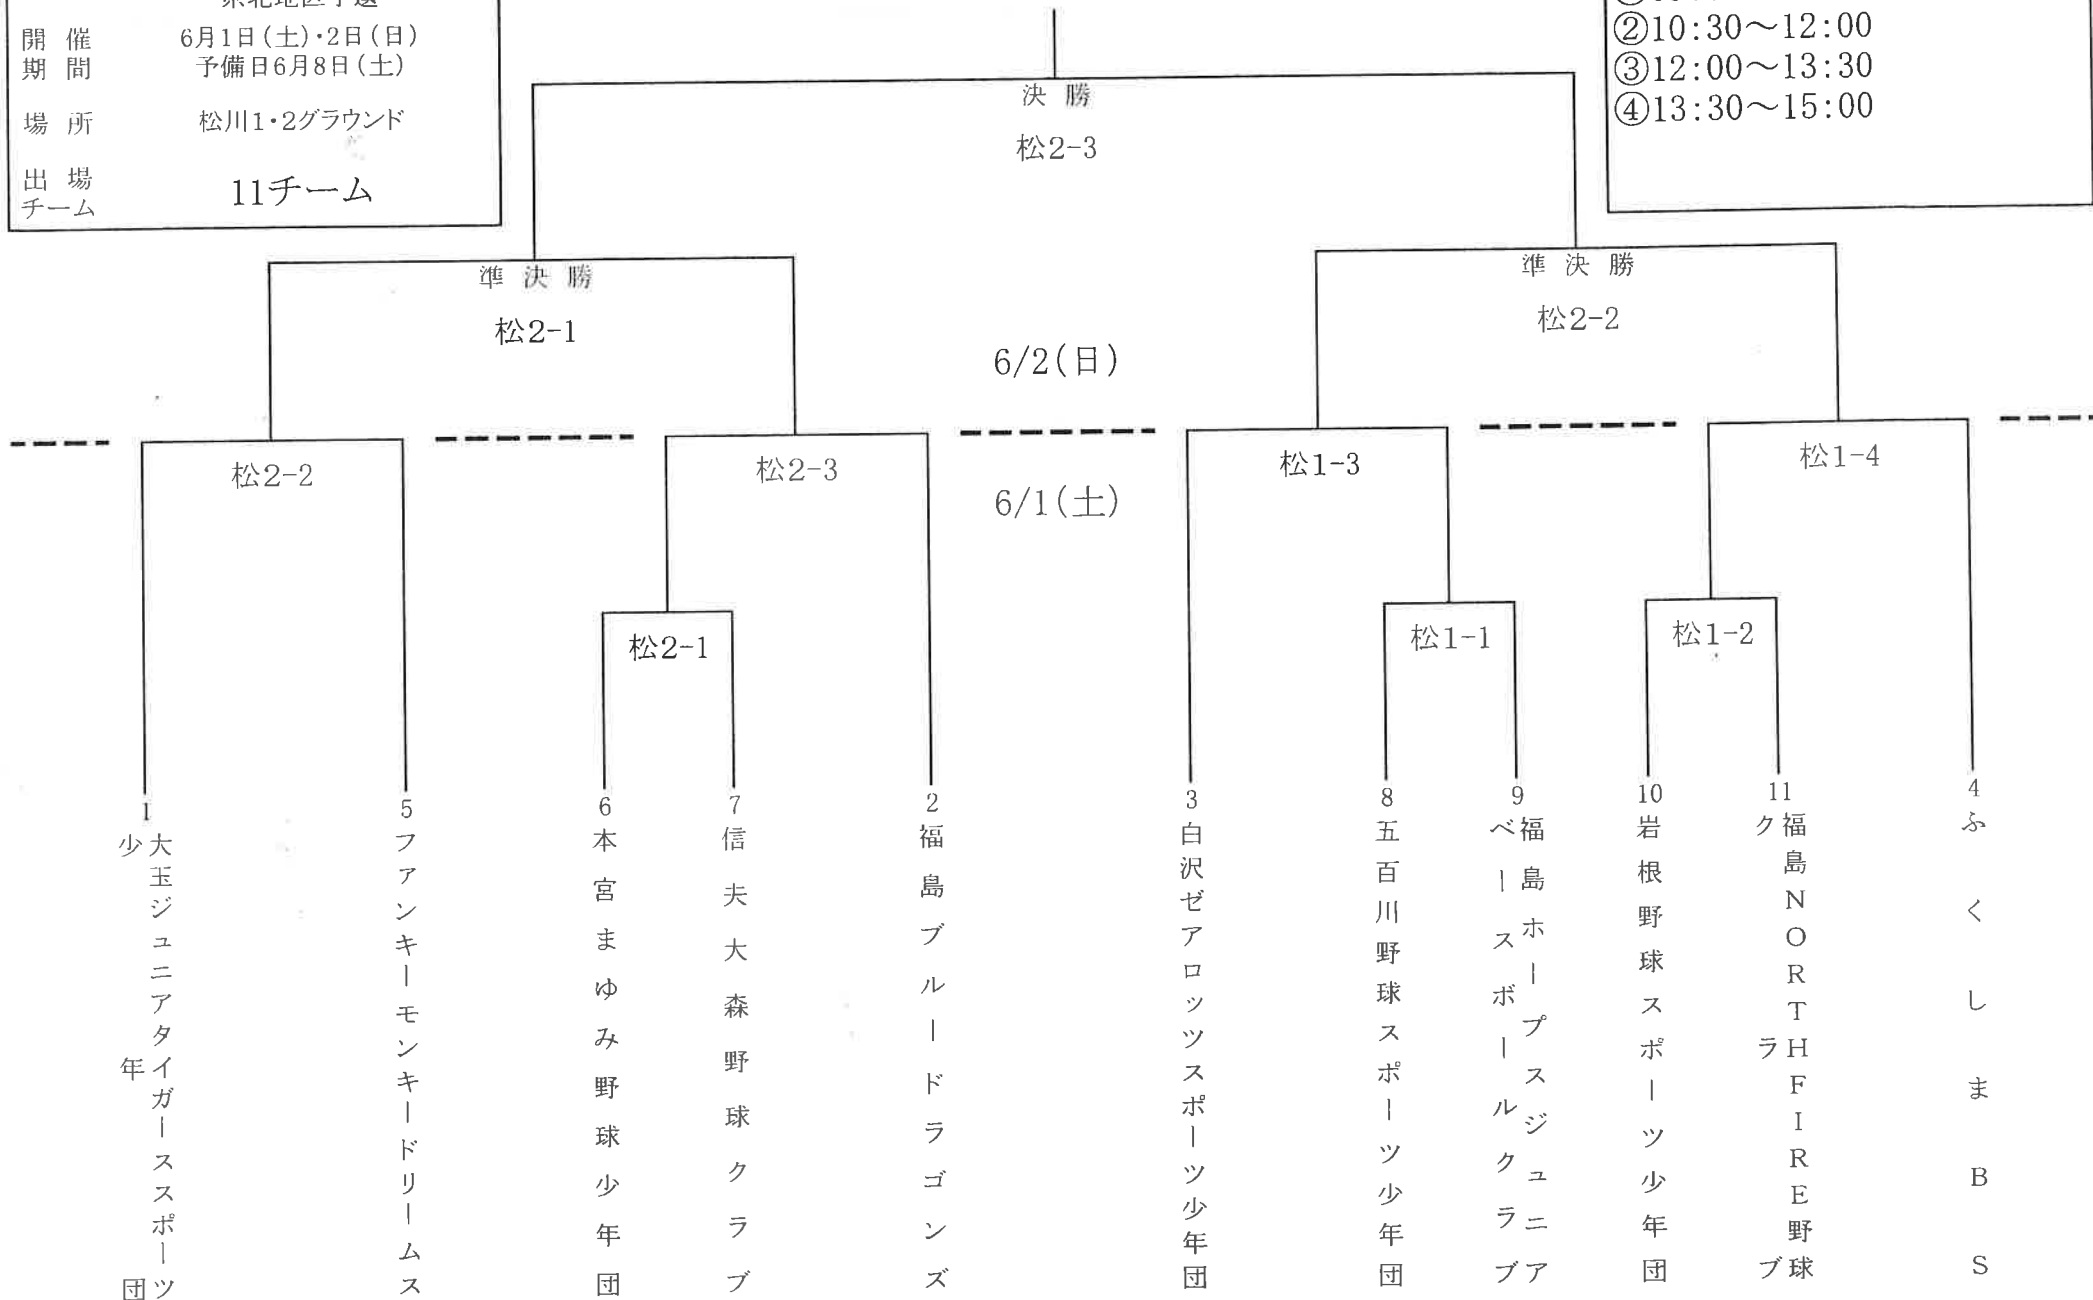 県北地区予選
開催
期間
6月1日(土)・2日(日)
予備日6月8日(土)
場所
松川1・2グラウンド
出場
チーム
11チーム
②10:30～12:00
③12:00～13:30
④13:30～15:00
決勝
松2-3
準決勝
松2-1
準決勝
松2-2
6/2(日)
松2-2
松2-3
松1-3
松1-4
6/1(土)
松2-1
松1-1
松1-2
1
大玉ジュニアタイガーススポーツ
少年団
5
ファンキーモンキードリームス
6
本宮まゆみ野球少年団
7
信夫大森野球クラブ
2
福島ブルードラゴンズ
3
白沢ゼアロッツスポーツ少年団
8
五百川野球スポーツ少年団
9
福島ホープスジュニア
ベースボールクラブ
10
岩根野球スポーツ少年団
11
福島NORTHFIRE野球
クラブ
4
ふくしまBS